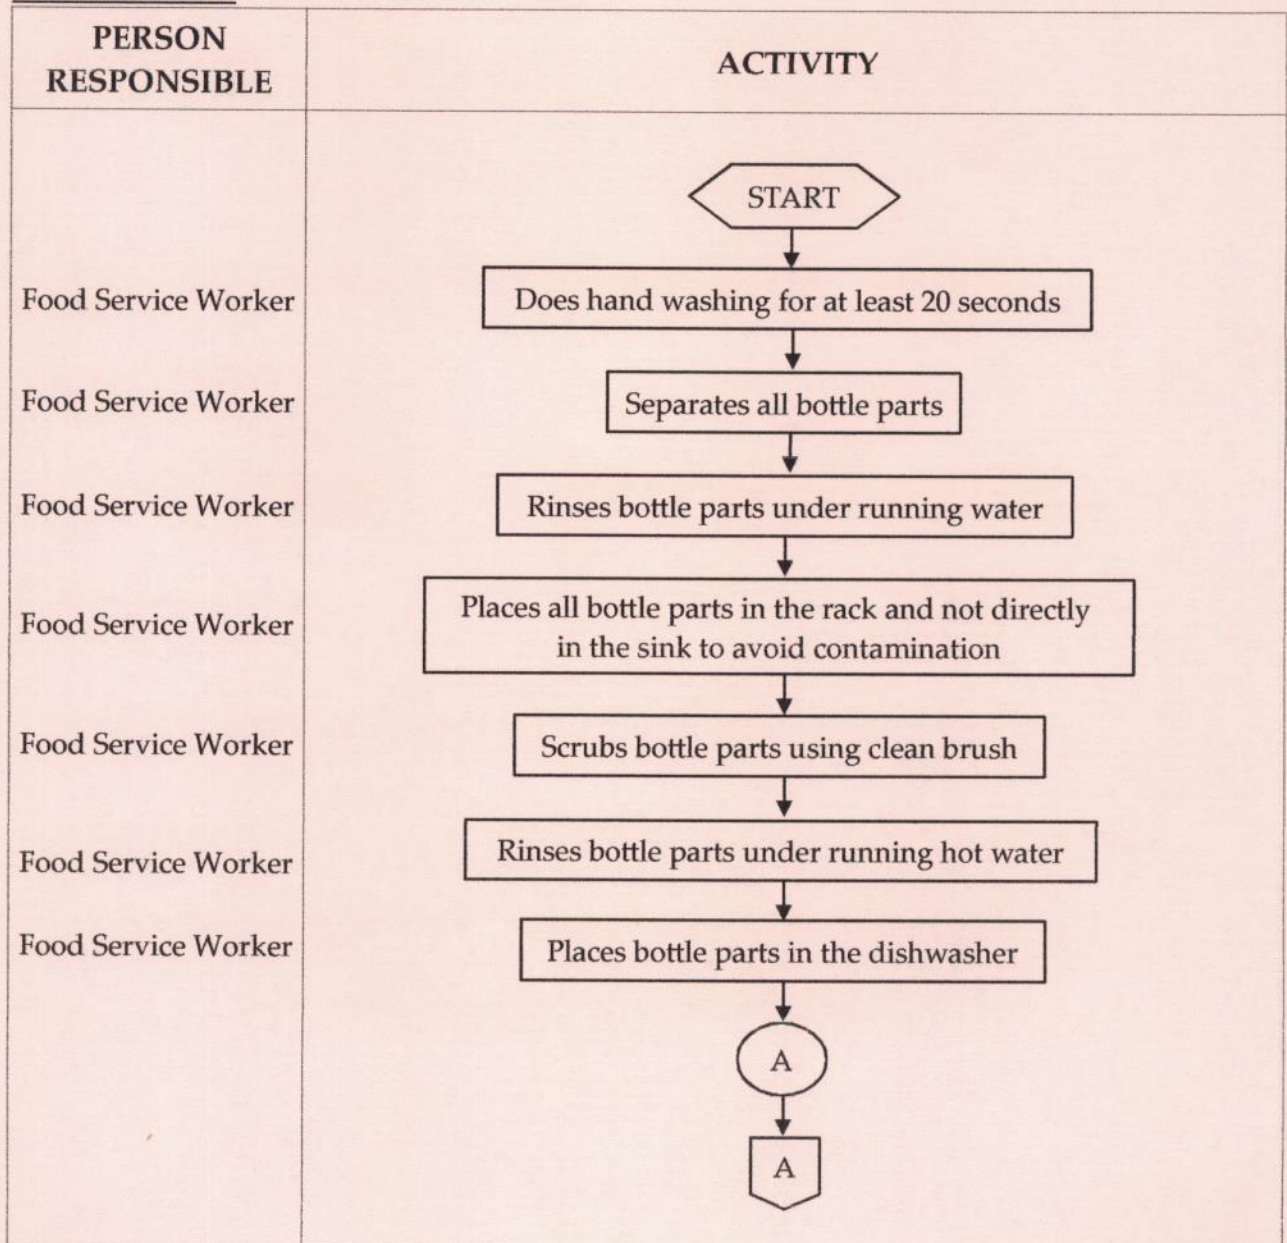 PERSON
RESPONSIBLE
ACTIVITY
START
Food Service Worker
Does hand washing for at least 20 seconds
Food Service Worker
Separates all bottle parts
Food Service Worker
Rinses bottle parts under running water
Food Service Worker
Places all bottle parts in the rack and not directly
in the sink to avoid contamination
Food Service Worker
Scrubs bottle parts using clean brush
Food Service Worker
Rinses bottle parts under running hot water
Food Service Worker
Places bottle parts in the dishwasher
A
A